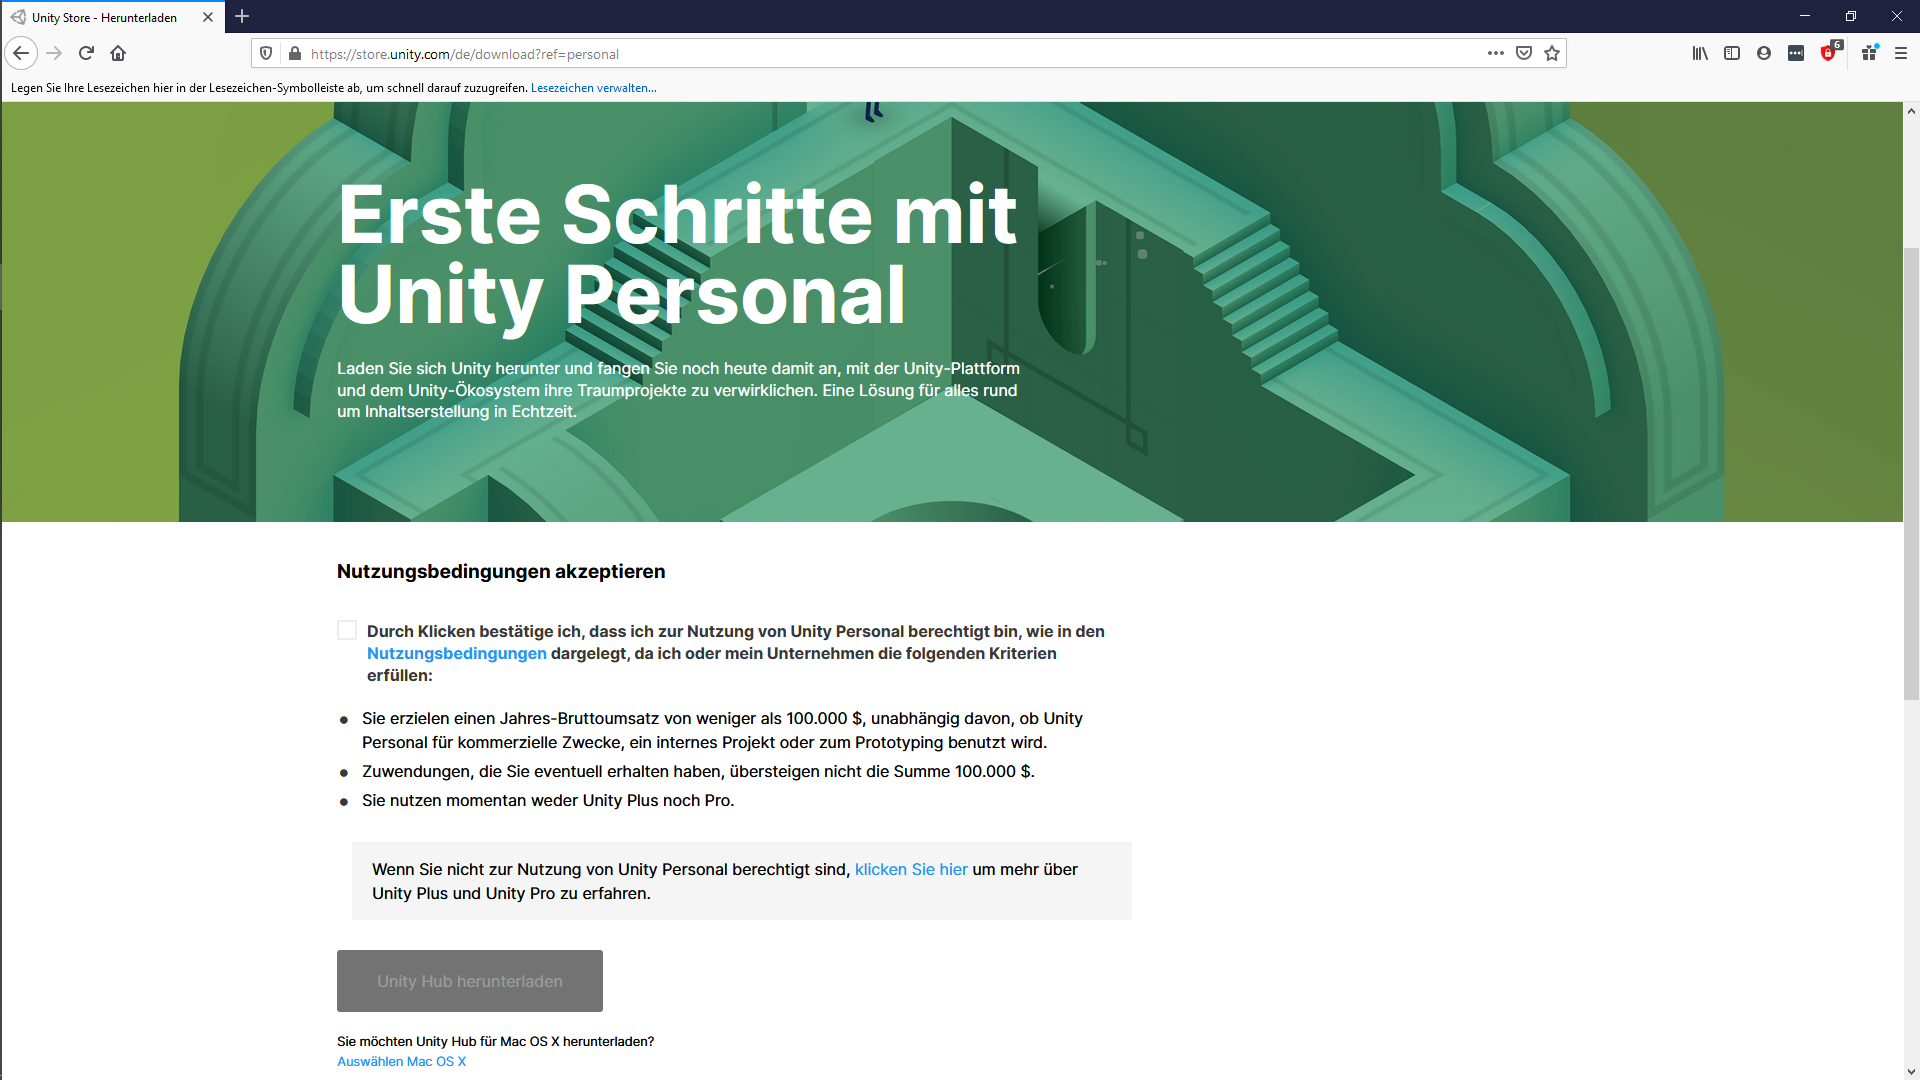 Unity Store - Herunterladen
https://store.unity.com/de/download?ref=personal
6
Legen Sie Ihre Lesezeichen hier in der Lesezeichen-Symbolleiste ab, um schnell darauf zuzugreifen. Lesezeichen verwalten...
Erste Schritte mit
Unity Personal
Laden Sie sich Unity herunter und fangen Sie noch heute damit an, mit der Unity-Plattform
und dem Unity-Ökosystem ihre Traumprojekte zu verwirklichen. Eine Lösung für alles rund
um Inhaltserstellung in Echtzeit.
Nutzungsbedingungen akzeptieren
Durch Klicken bestätige ich, dass ich zur Nutzung von Unity Personal berechtigt bin, wie in den
Nutzungsbedingungen dargelegt, da ich oder mein Unternehmen die folgenden Kriterien
erfüllen:
● Sie erzielen einen Jahres-Bruttoumsatz von weniger als 100.000 $, unabhängig davon, ob Unity
Personal für kommerzielle Zwecke, ein internes Projekt oder zum Prototyping benutzt wird.
● Zuwendungen, die Sie eventuell erhalten haben, übersteigen nicht die Summe 100.000 $.
● Sie nutzen momentan weder Unity Plus noch Pro.
Wenn Sie nicht zur Nutzung von Unity Personal berechtigt sind, klicken Sie hier um mehr über
Unity Plus und Unity Pro zu erfahren.
Unity Hub herunterladen
Sie möchten Unity Hub für Mac OS X herunterladen?
Auswählen Mac OS X